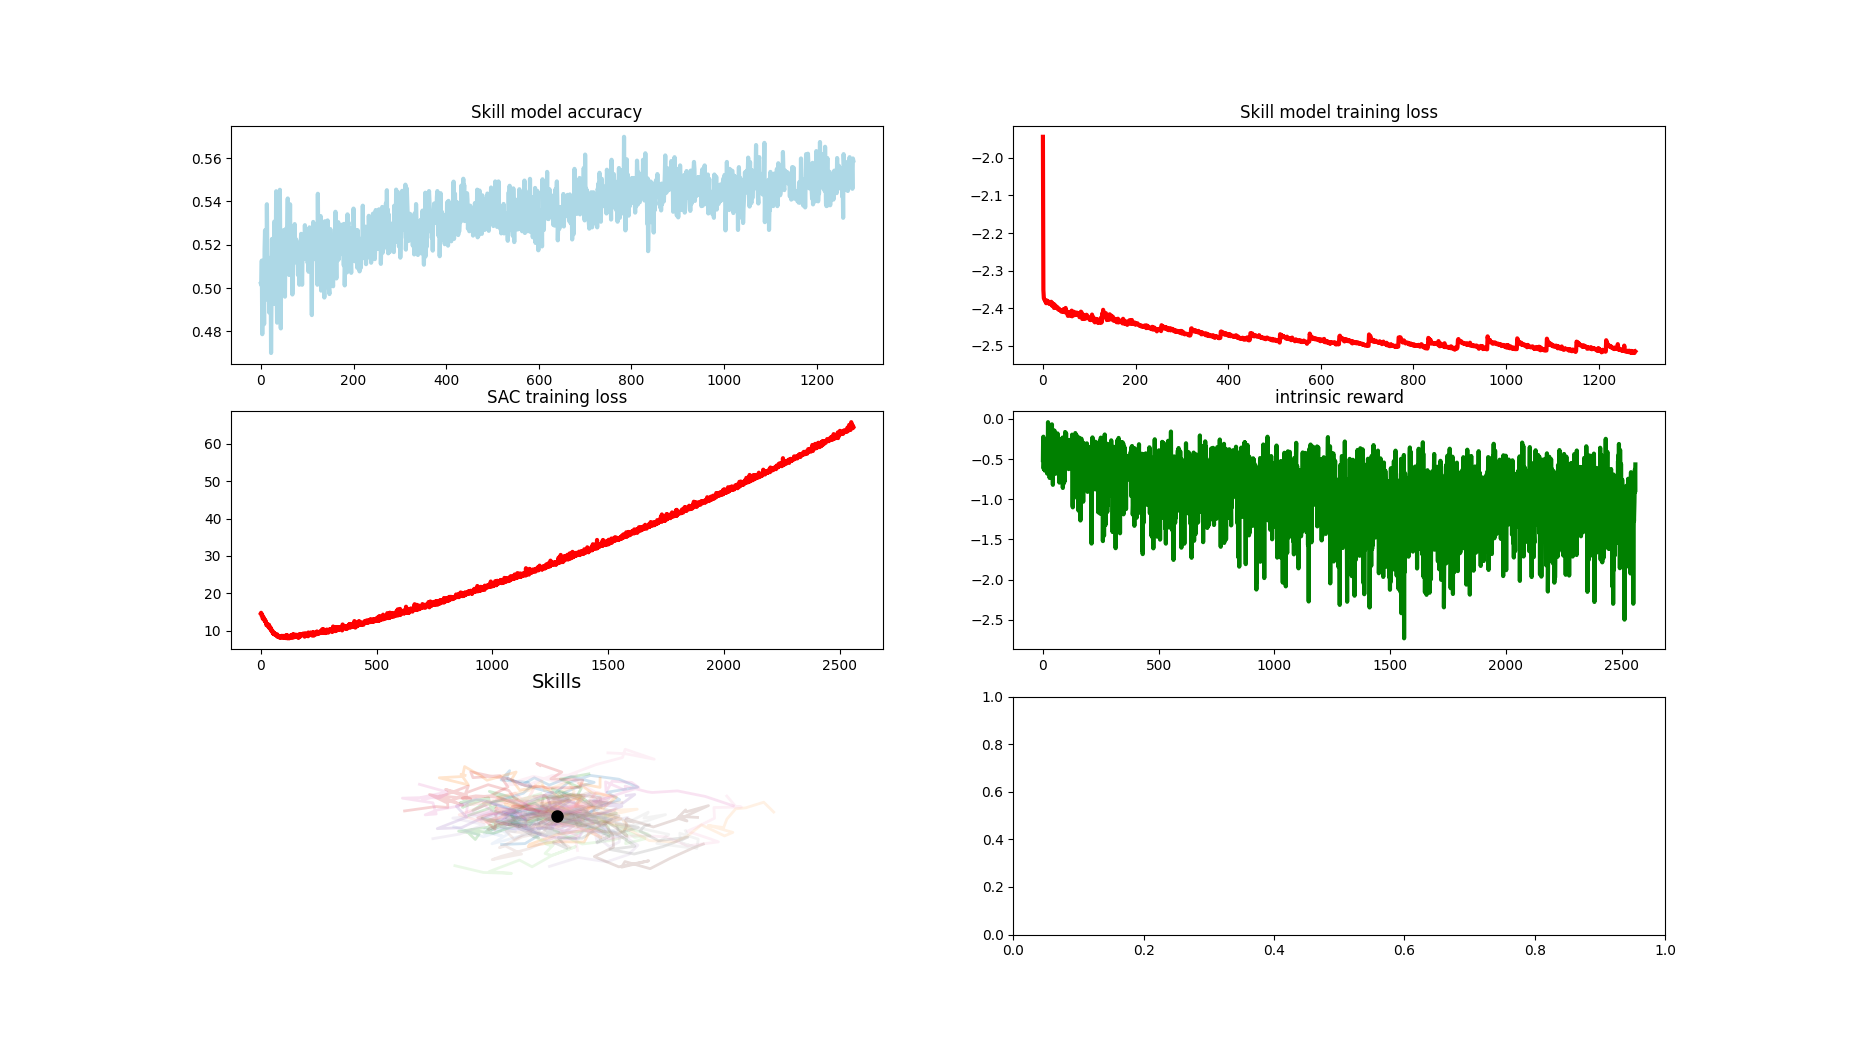 Skill model accuracy
0.56
0.54
0.52
0.50
0.48
0 200 400 600 800 1000 1200
Skill model training loss
−2.0
−2.1
−2.2
−2.3
−2.4
−2.5
0 200 400 600 800 1000 1200
SAC training loss
60
50
40
30
20
10
0 500 1000 1500 2000 2500
intrinsic reward
0.0
−0.5
−1.0
−1.5
−2.0
−2.5
0 500 1000 1500 2000 2500
Skills
1.0
0.8
0.6
0.4
0.2
0.0
0.0 0.2 0.4 0.6 0.8 1.0